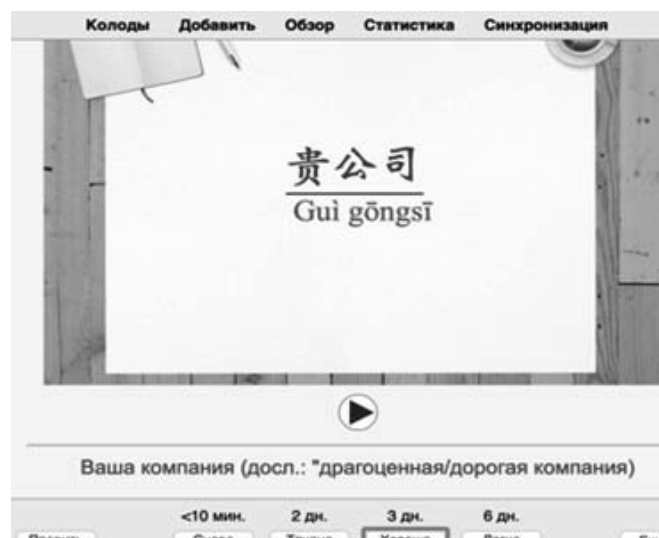 Колоды Добавить Обзор Статистика Синхронизация
贵公司
Guì gōngsī
Ваша компания (досл.: "драгоценная/дорогая компания)
<10 мин. 2 дн. 3 дн. 6 дн.